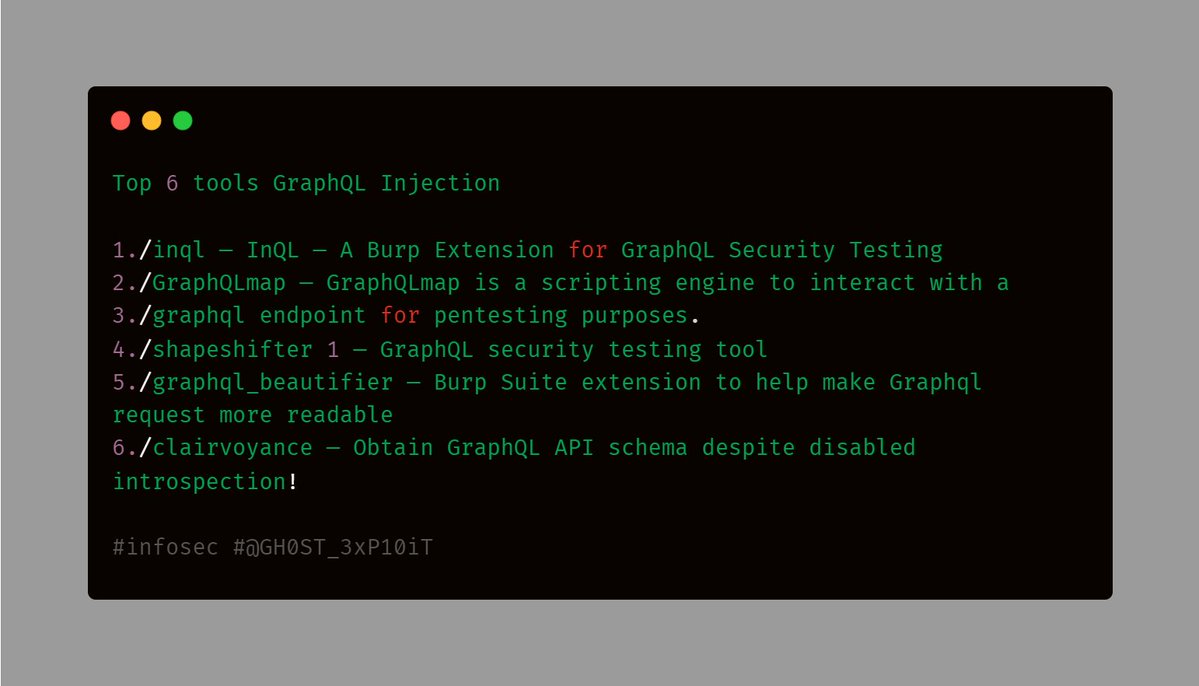 Top 6 tools GraphQL Injection
1./inql — InQL — A Burp Extension for GraphQL Security Testing
2./GraphQLmap — GraphQLmap is a scripting engine to interact with a
3./graphql endpoint for pentesting purposes.
4./shapeshifter 1 — GraphQL security testing tool
5./graphql_beautifier — Burp Suite extension to help make Graphql
request more readable
6./clairvoyance — Obtain GraphQL API schema despite disabled
introspection!
#infosec #@GH0ST_3xP10iT